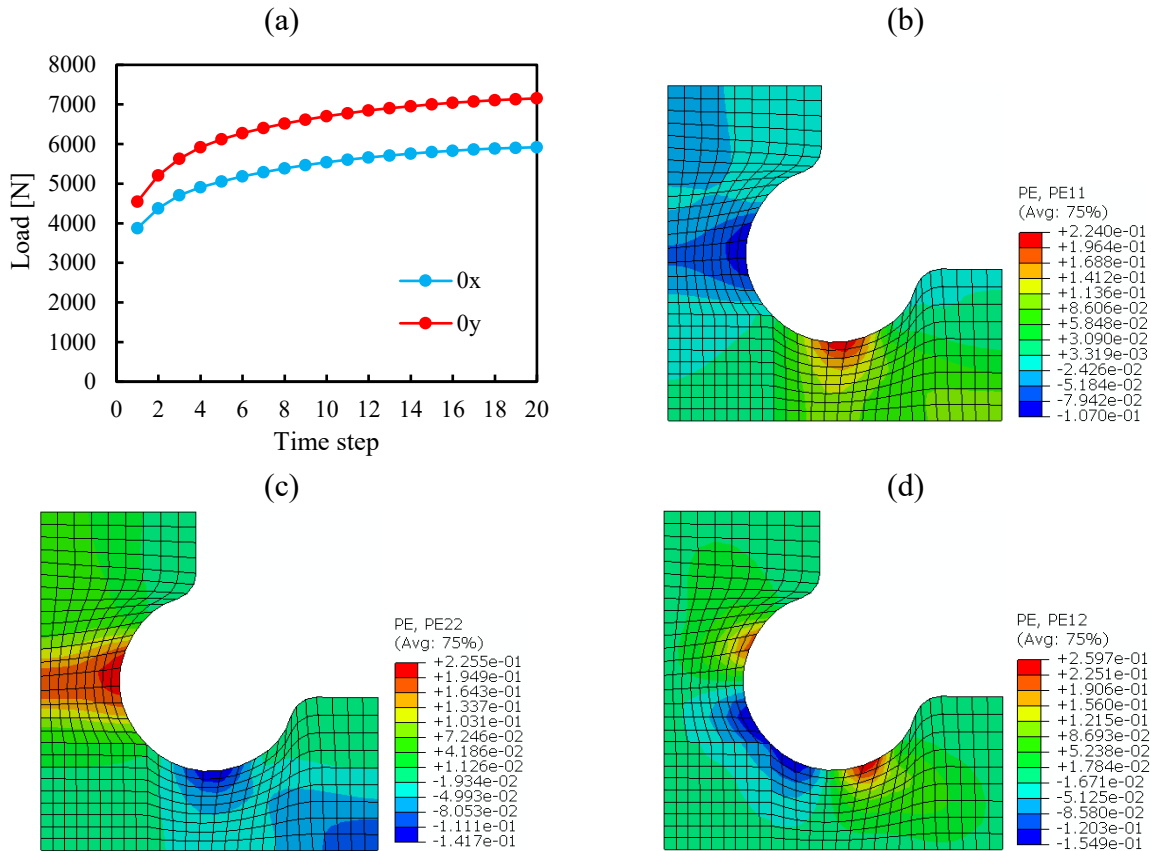 (a)
8000
7000
6000
5000
4000
3000
2000
1000
0
Load [N]
0x
0y
0 2 4 6 8 10 12 14 16 18 20
Time step
(b)
PE, PE11
(Avg: 75%)
+2.240e-01
+1.964e-01
+1.688e-01
+1.412e-01
+1.136e-01
+8.606e-02
+5.848e-02
+3.090e-02
+3.319e-03
-2.426e-02
-5.184e-02
-7.942e-02
-1.070e-01
(c)
PE, PE22
(Avg: 75%)
+2.255e-01
+1.949e-01
+1.643e-01
+1.337e-01
+1.031e-01
+7.246e-02
+4.186e-02
+1.126e-02
-1.934e-02
-4.993e-02
-8.053e-02
-1.111e-01
-1.417e-01
(d)
PE, PE12
(Avg: 75%)
+2.597e-01
+2.251e-01
+1.906e-01
+1.560e-01
+1.215e-01
+8.693e-02
+5.238e-02
+1.784e-02
-1.671e-02
-5.125e-02
-8.580e-02
-1.203e-01
-1.549e-01